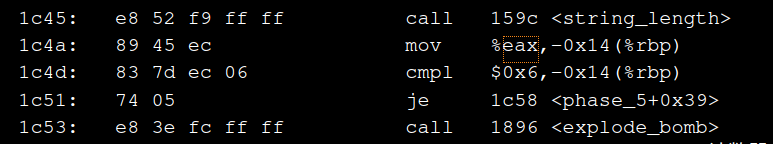 1c45: e8 52 f9 ff ff call 159c <string_length>
1c4a: 89 45 ec mov %eax,-0x14(%rbp)
1c4d: 83 7d ec 06 cmpl $0x6,-0x14(%rbp)
1c51: 74 05 je 1c58 <phase_5+0x39>
1c53: e8 3e fc ff ff call 1896 <explode_bomb>